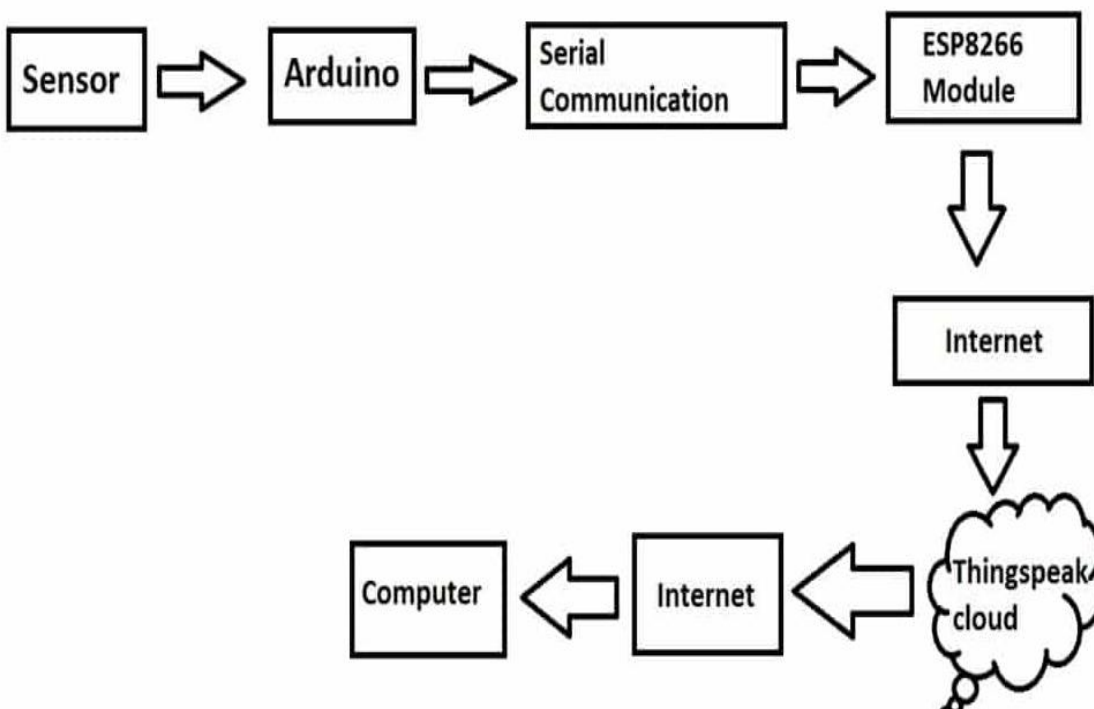 Sensor
Arduino
Serial
Communication
ESP8266
Module
Internet
Thingspeak
cloud
Internet
Computer